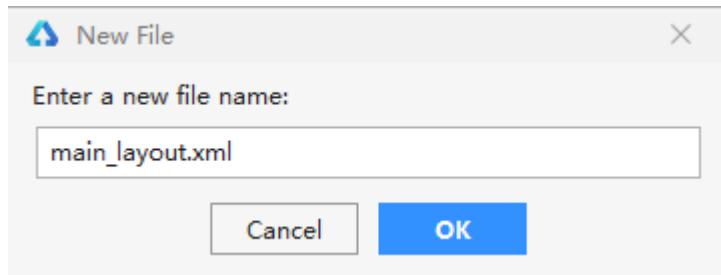 New File
Enter a new file name:
main_layout.xml
Cancel OK